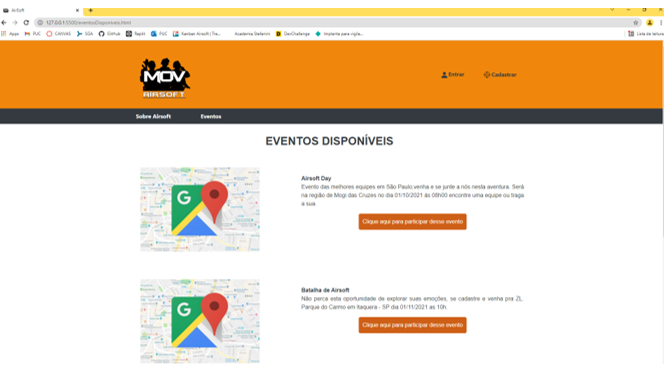 AirSoft
127.0.0.1:5500/eventosDisponiveis.html
Apps
PUC
CANVAS
SGA
GitHub
Replit
PUC
Kanban Airsoft | Tre...
Academia Stefanini
DevChallenge
Implante para vigila...
Lista de leitura
MOV
AIRSOFT
Entrar
Cadastrar
Sobre Airsoft
Eventos
EVENTOS DISPONÍVEIS
G
Airsoft Day
Evento das melhores equipes em São Paulo,venha e se junte a nós nesta aventura. Será
na região de Mogi das Cruzes no dia 01/10/2021 às 08h00 encontre uma equipe ou traga
a sua
Clique aqui para participar desse evento
G
Batalha de Airsoft
Não perca esta oportunidade de explorar suas emoções, se cadastre e venha pra ZL,
Parque do Carmo em Itaquera - SP dia 01/11/2021 as 10h.
Clique aqui para participar desse evento